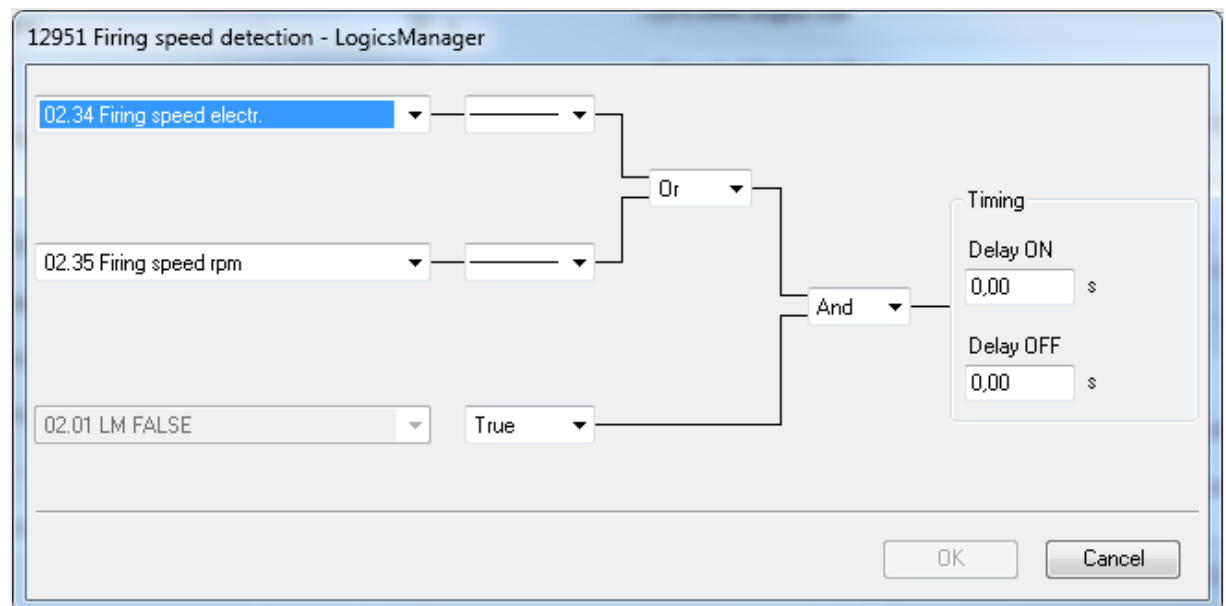 12951 Firing speed detection - LogicsManager
02.34 Firing speed electr.
Or
Timing
02.35 Firing speed rpm
Delay ON
0,00 s
And
Delay OFF
0,00 s
02.01 LM FALSE
True
OK
Cancel